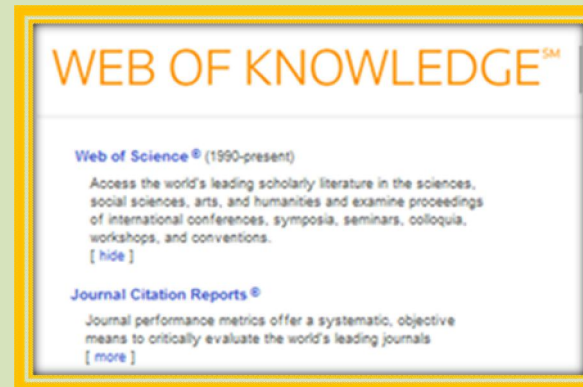 WEB OF KNOWLEDGE℠
Web of Science® (1990-present)
Access the world's leading scholarly literature in the sciences,
social sciences, arts, and humanities and examine proceedings
of international conferences, symposia, seminars, colloquia,
workshops, and conventions.
[ hide ]
Journal Citation Reports®
Journal performance metrics offer a systematic, objective
means to critically evaluate the world's leading journals
[ more ]